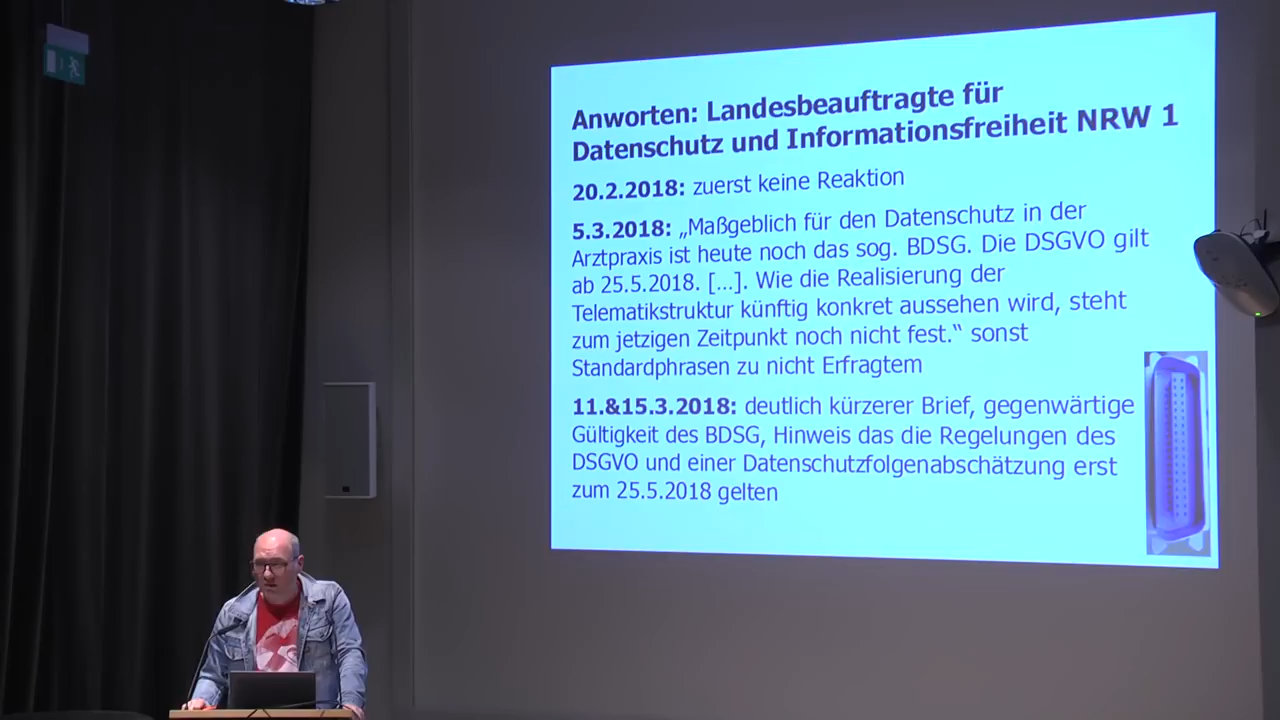 Anworten: Landesbeauftragte für
Datenschutz und Informationsfreiheit NRW 1
20.2.2018: zuerst keine Reaktion
5.3.2018: „Maßgeblich für den Datenschutz in der
Arztpraxis ist heute noch das sog. BDSG. Die DSGVO gilt
ab 25.5.2018. [...]. Wie die Realisierung der
Telematikstruktur künftig konkret aussehen wird, steht
zum jetzigen Zeitpunkt noch nicht fest.“ sonst
Standardphrasen zu nicht Erfragtem
11.&15.3.2018: deutlich kürzerer Brief, gegenwärtige
Gültigkeit des BDSG, Hinweis das die Regelungen des
DSGVO und einer Datenschutzfolgenabschätzung erst
zum 25.5.2018 gelten